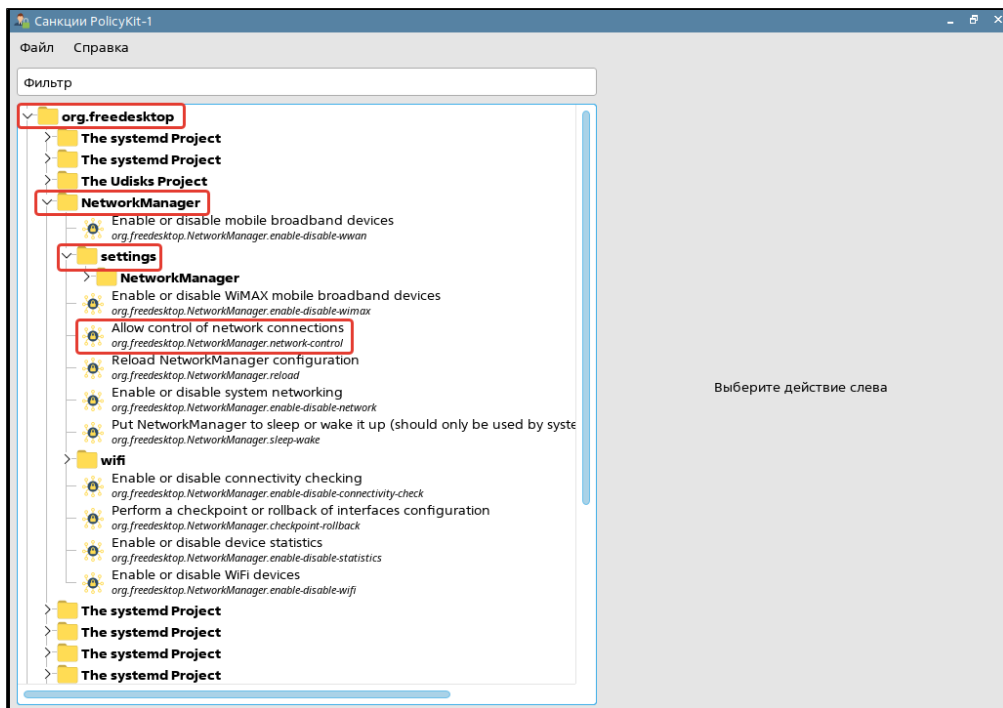 Санкции PolicyKit-1
Файл Справка
Фильтр
org.freedesktop
The systemd Project
The systemd Project
The Udisks Project
NetworkManager
Enable or disable mobile broadband devices
org.freedesktop.NetworkManager.enable-disable-wwan
settings
NetworkManager
Enable or disable WiMAX mobile broadband devices
org.freedesktop.NetworkManager.enable-disable-wimax
Allow control of network connections
org.freedesktop.NetworkManager.network-control
Reload NetworkManager configuration
org.freedesktop.NetworkManager.reload
Enable or disable system networking
org.freedesktop.NetworkManager.enable-disable-network
Put NetworkManager to sleep or wake it up (should only be used by syste
org.freedesktop.NetworkManager.sleep-wake
wifi
Enable or disable connectivity checking
org.freedesktop.NetworkManager.enable-disable-connectivity-check
Perform a checkpoint or rollback of interfaces configuration
org.freedesktop.NetworkManager.checkpoint-rollback
Enable or disable device statistics
org.freedesktop.NetworkManager.enable-disable-statistics
Enable or disable WiFi devices
org.freedesktop.NetworkManager.enable-disable-wifi
The systemd Project
The systemd Project
The systemd Project
The systemd Project
Выберите действие слева